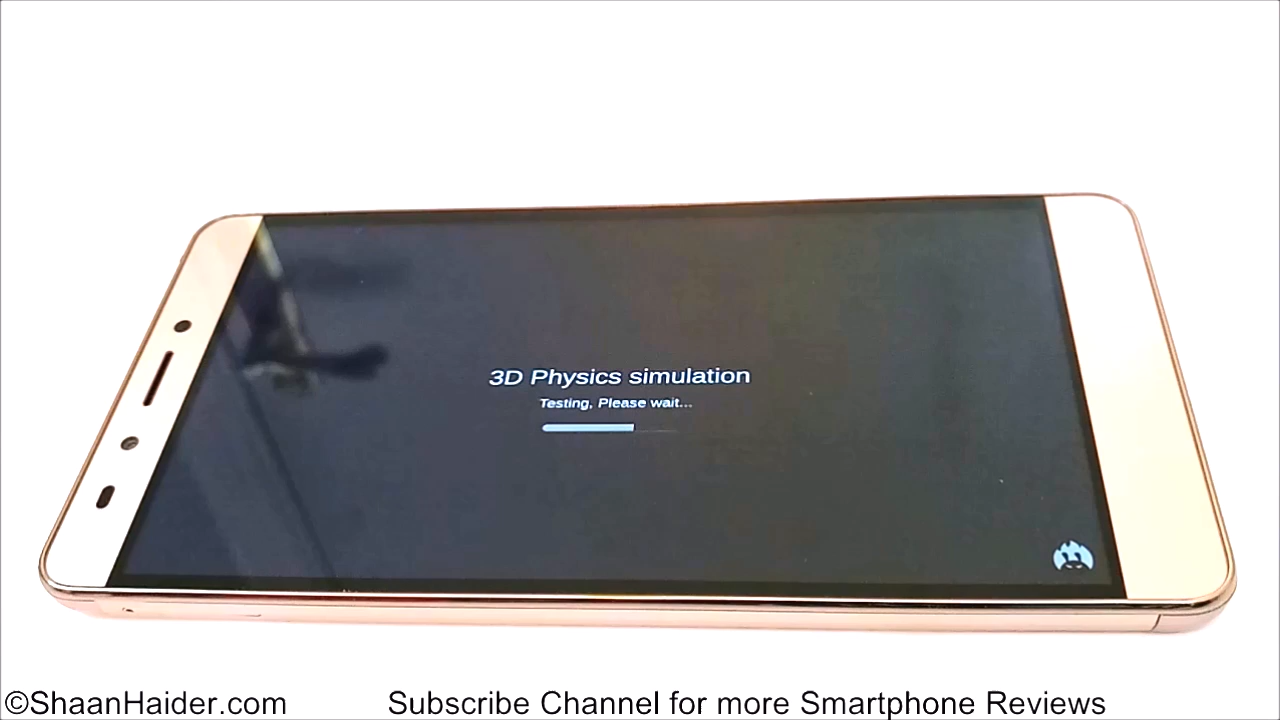 3D Physics simulation
Testing, Please wait...
©ShaanHaider.com
Subscribe Channel for more Smartphone Reviews